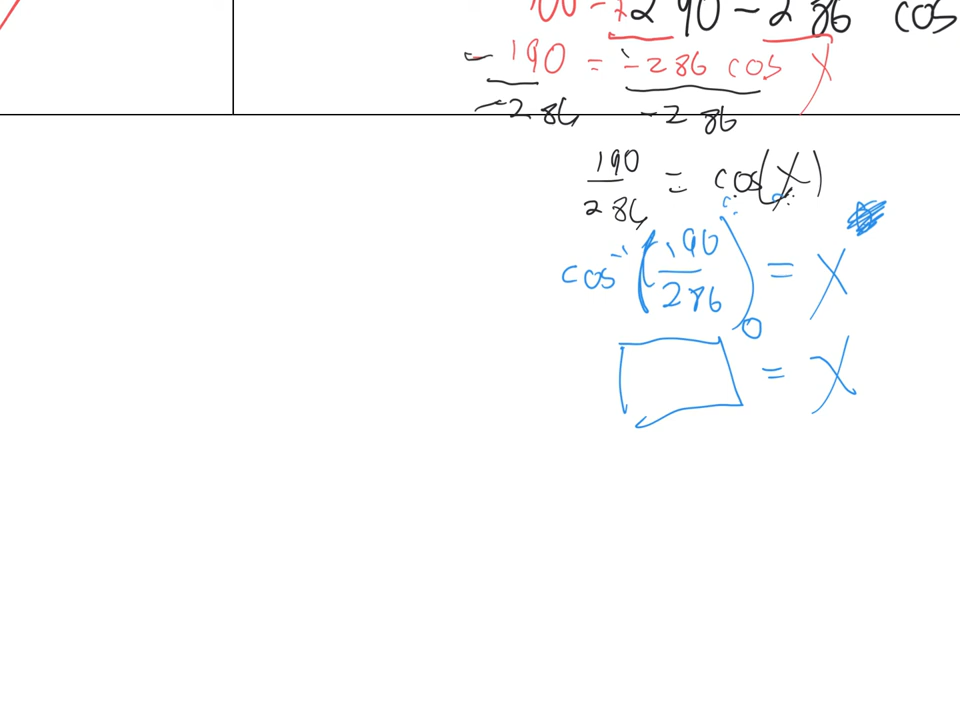 100 = 290 - 286 cos
-190 = -286 cos X
-286 -286
190/286 = cos(X)
cos⁻¹(190/286) = X
= X